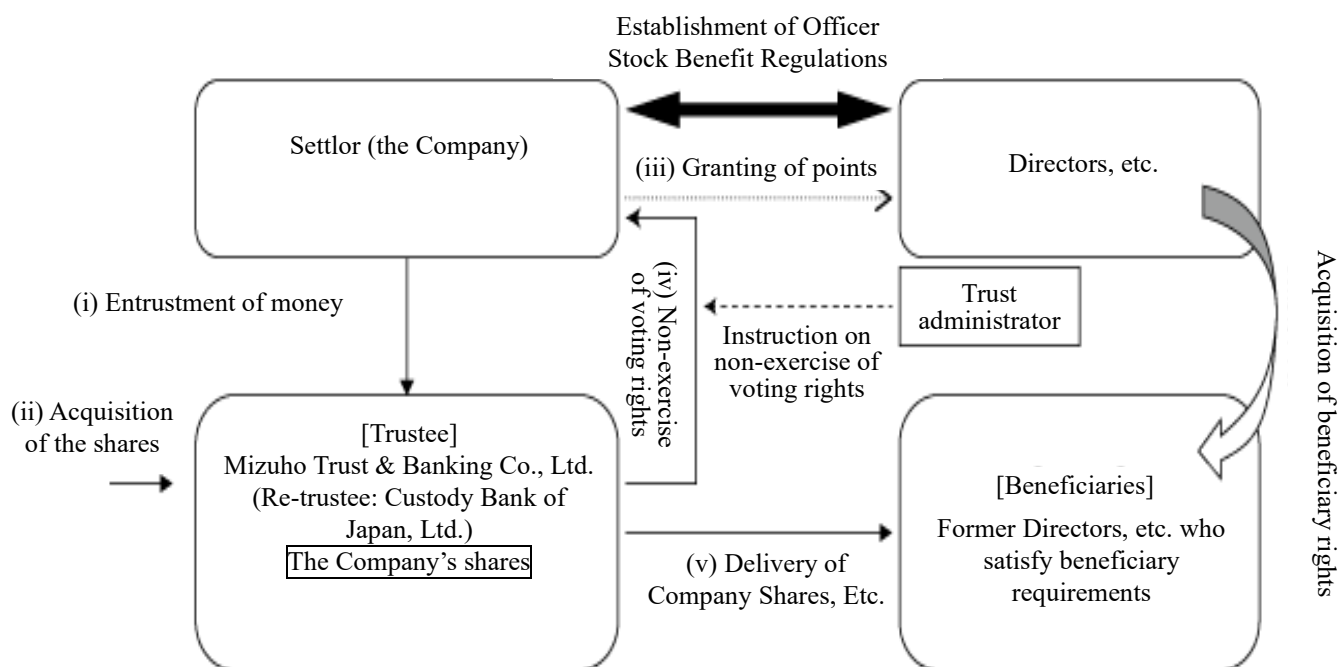 Establishment of Officer
Stock Benefit Regulations
Settlor (the Company)
(iii) Granting of points
Directors, etc.
(i) Entrustment of money
(iv) Non-exercise
of voting rights
Trust
administrator
Instruction on
non-exercise of
voting rights
Acquisition of beneficiary rights
(ii) Acquisition
of the shares
[Trustee]
Mizuho Trust & Banking Co., Ltd.
(Re-trustee: Custody Bank of
Japan, Ltd.)
The Company’s shares
(v) Delivery of
Company Shares, Etc.
[Beneficiaries]
Former Directors, etc. who
satisfy beneficiary
requirements